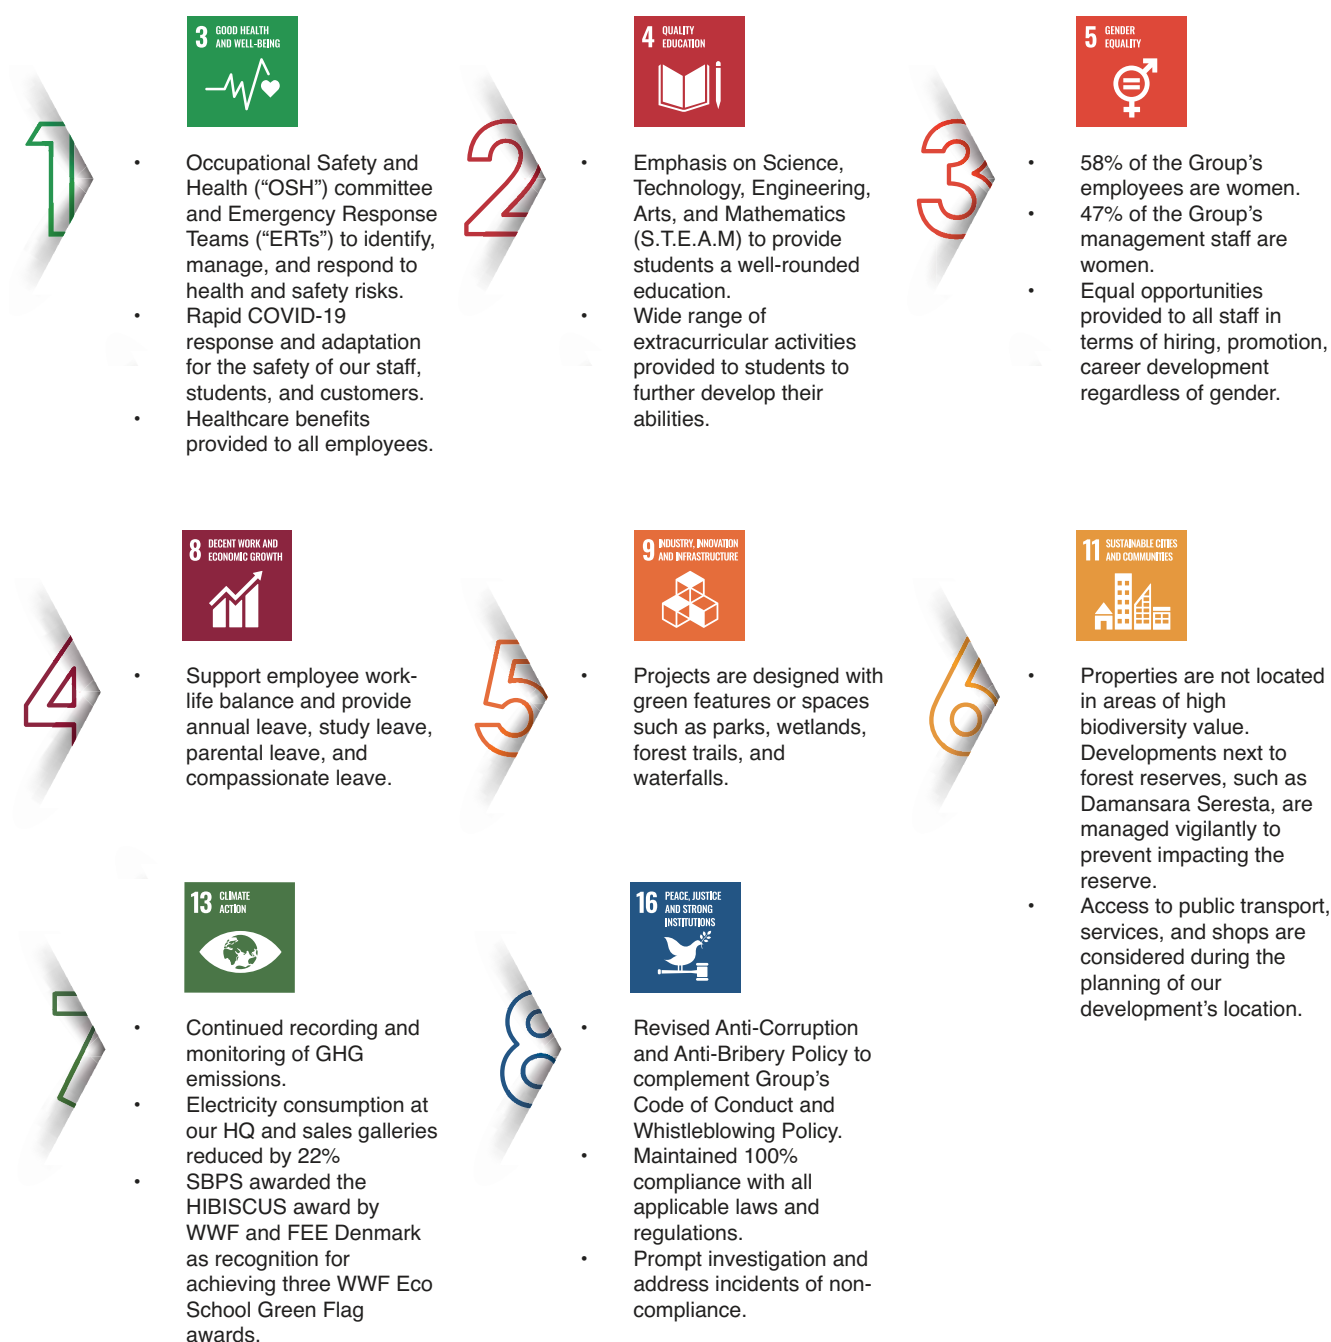 1
3 GOOD HEALTH
AND WELL-BEING
• Occupational Safety and
Health (“OSH”) committee
and Emergency Response
Teams (“ERTs”) to identify,
manage, and respond to
health and safety risks.
• Rapid COVID-19
response and adaptation
for the safety of our staff,
students, and customers.
• Healthcare benefits
provided to all employees.
2
4 QUALITY
EDUCATION
• Emphasis on Science,
Technology, Engineering,
Arts, and Mathematics
(S.T.E.A.M) to provide
students a well-rounded
education.
• Wide range of
extracurricular activities
provided to students to
further develop their
abilities.
3
5 GENDER
EQUALITY
• 58% of the Group’s
employees are women.
• 47% of the Group’s
management staff are
women.
• Equal opportunities
provided to all staff in
terms of hiring, promotion,
career development
regardless of gender.
4
8 DECENT WORK AND
ECONOMIC GROWTH
• Support employee work-
life balance and provide
annual leave, study leave,
parental leave, and
compassionate leave.
5
9 INDUSTRY, INNOVATION
AND INFRASTRUCTURE
• Projects are designed with
green features or spaces
such as parks, wetlands,
forest trails, and
waterfalls.
6
11 SUSTAINABLE CITIES
AND COMMUNITIES
• Properties are not located
in areas of high
biodiversity value.
Developments next to
forest reserves, such as
Damansara Seresta, are
managed vigilantly to
prevent impacting the
reserve.
• Access to public transport,
services, and shops are
considered during the
planning of our
development’s location.
7
13 CLIMATE
ACTION
• Continued recording and
monitoring of GHG
emissions.
• Electricity consumption at
our HQ and sales galleries
reduced by 22%
• SBPS awarded the
HIBISCUS award by
WWF and FEE Denmark
as recognition for
achieving three WWF Eco
School Green Flag
awards.
8
16 PEACE, JUSTICE
AND STRONG
INSTITUTIONS
• Revised Anti-Corruption
and Anti-Bribery Policy to
complement Group’s
Code of Conduct and
Whistleblowing Policy.
• Maintained 100%
compliance with all
applicable laws and
regulations.
• Prompt investigation and
address incidents of non-
compliance.